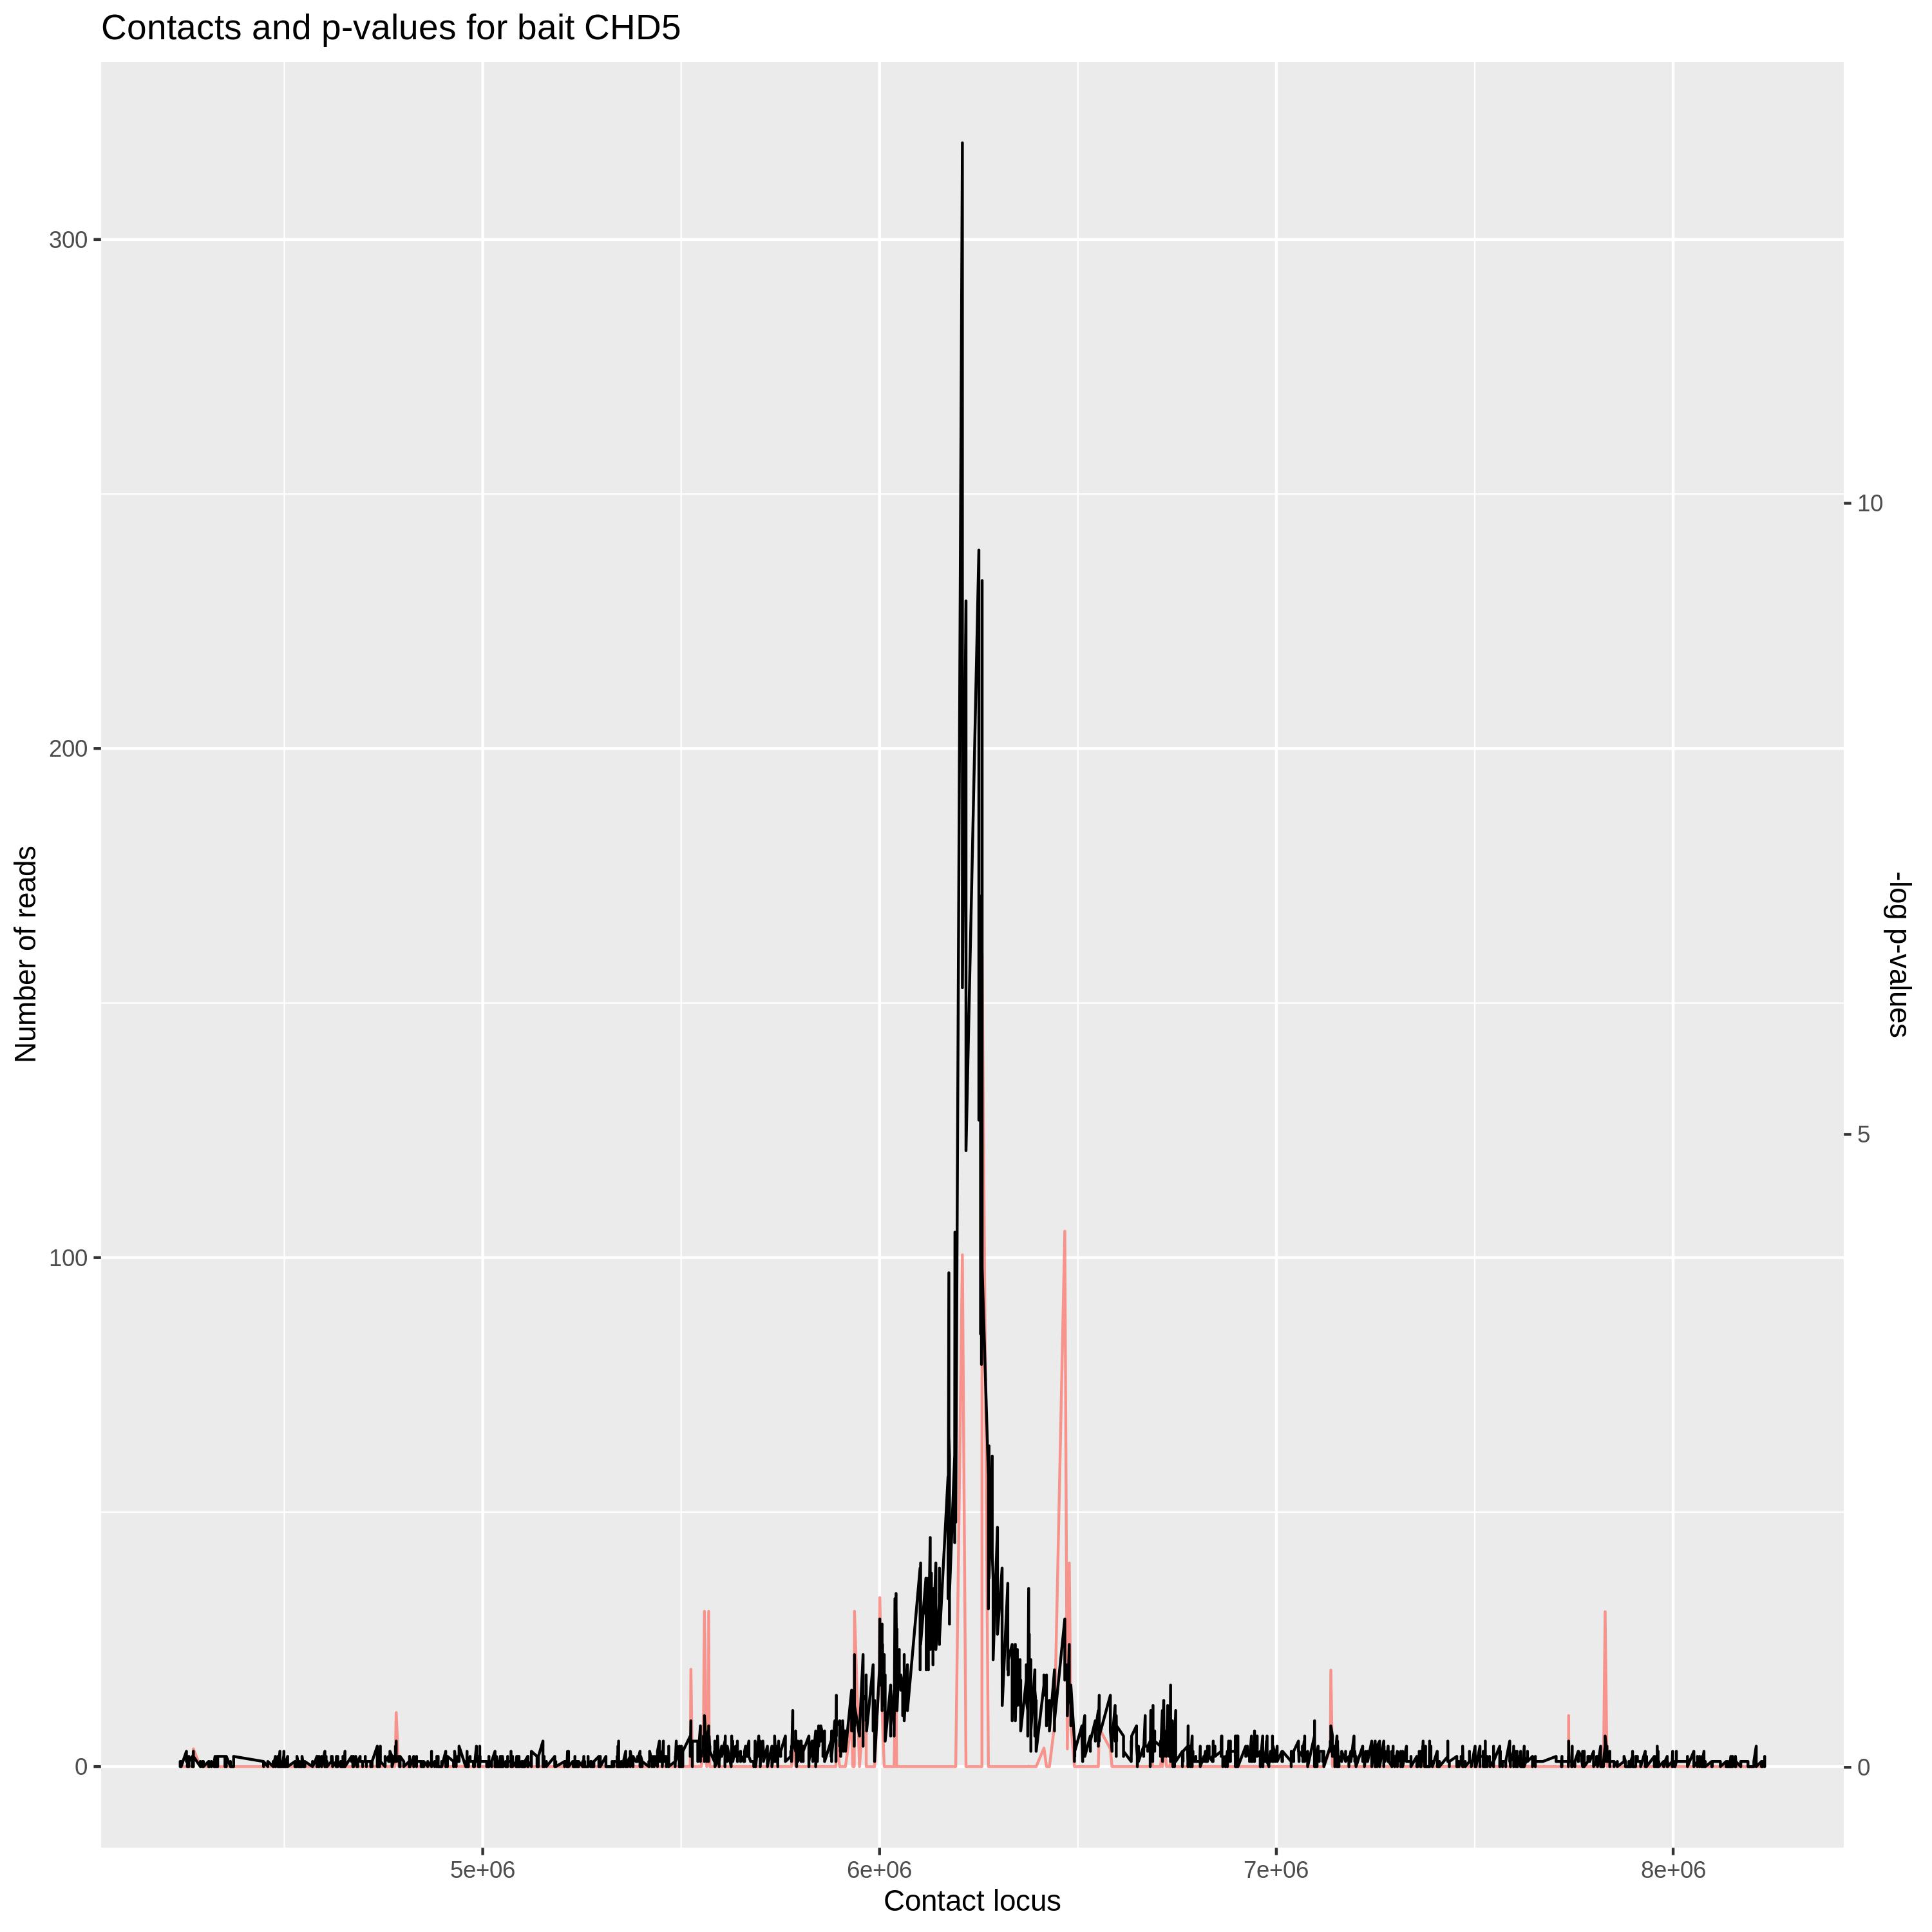 Contacts and p-values for bait CHD5
300
200
100
0
Number of reads
10
5
0
-log p-values
5e+06
6e+06
7e+06
8e+06
Contact locus